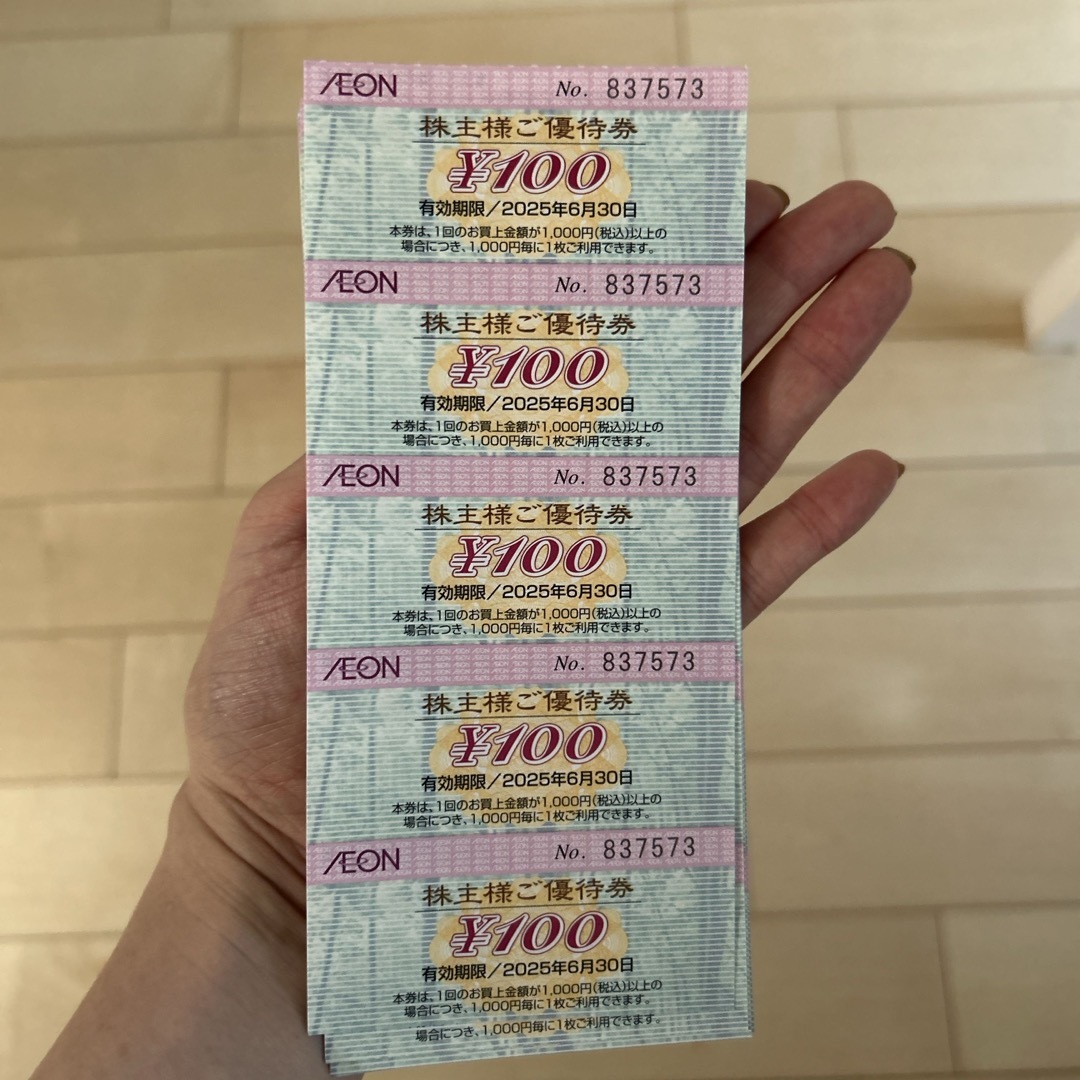 ÆON No. 837573
株主様ご優待券
¥100
有効期限／2025年6月30日
本券は、1回のお買上金額が1,000円(税込)以上の
場合につき、1,000円毎に1枚ご利用できます。
ÆON No. 837573
株主様ご優待券
¥100
有効期限／2025年6月30日
本券は、1回のお買上金額が1,000円(税込)以上の
場合につき、1,000円毎に1枚ご利用できます。
ÆON No. 837573
株主様ご優待券
¥100
有効期限／2025年6月30日
本券は、1回のお買上金額が1,000円(税込)以上の
場合につき、1,000円毎に1枚ご利用できます。
ÆON No. 837573
株主様ご優待券
¥100
有効期限／2025年6月30日
本券は、1回のお買上金額が1,000円(税込)以上の
場合につき、1,000円毎に1枚ご利用できます。
ÆON No. 837573
株主様ご優待券
¥100
有効期限／2025年6月30日
本券は、1回のお買上金額が1,000円(税込)以上の
場合につき、1,000円毎に1枚ご利用できます。
場合につき、1,000円毎に1枚ご利用できます。